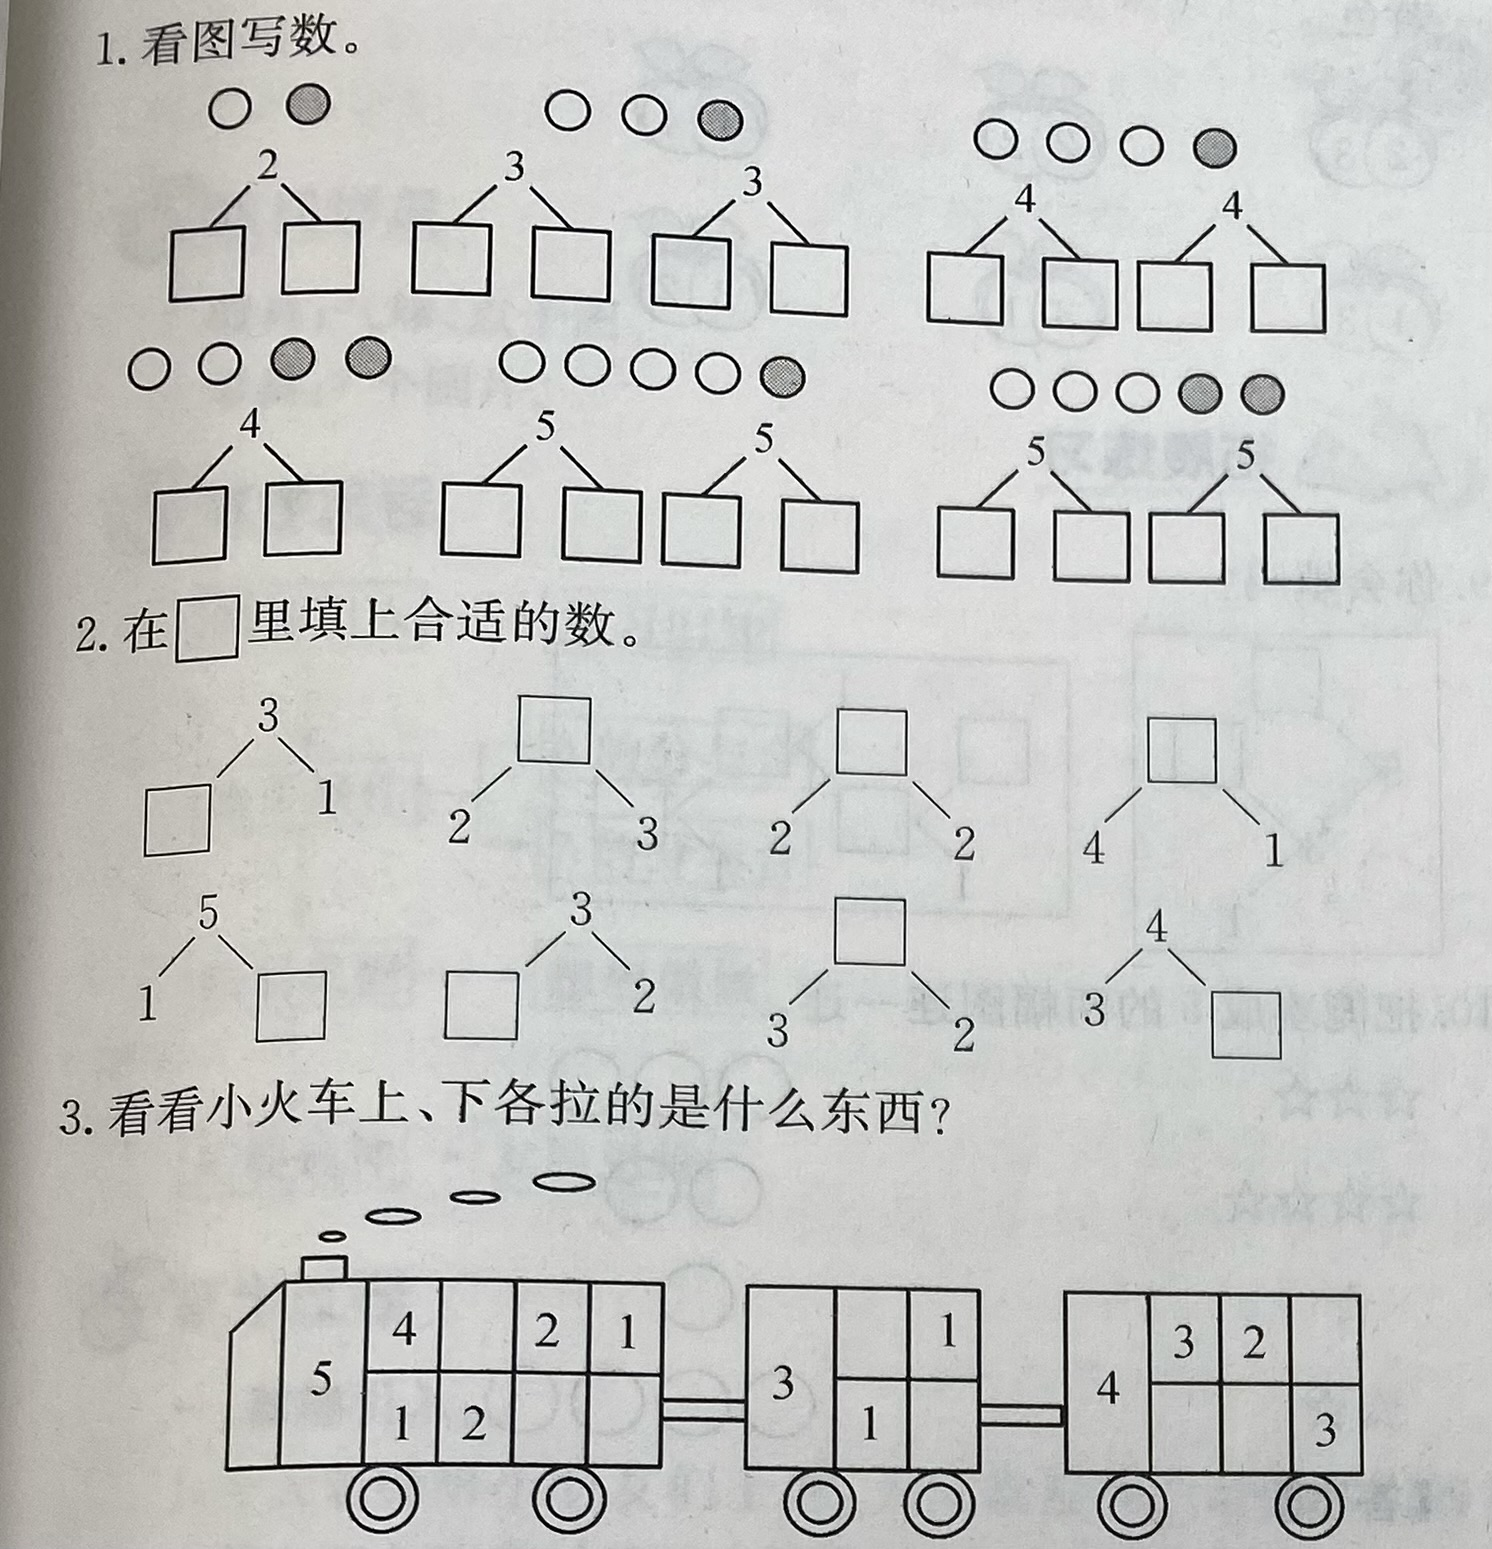 1. 看图写数。
2 3 3 4 4
4 5 5 5 5
2. 在□里填上合适的数。
3 □ □ □
□ 1 2 3 2 2 4 1
5 3 □ 4
1 □ □ 2 3 2 3 □
3. 看看小火车上、下各拉的是什么东西?
4 2 1 1 3 2
5 3 4
1 2 1 3